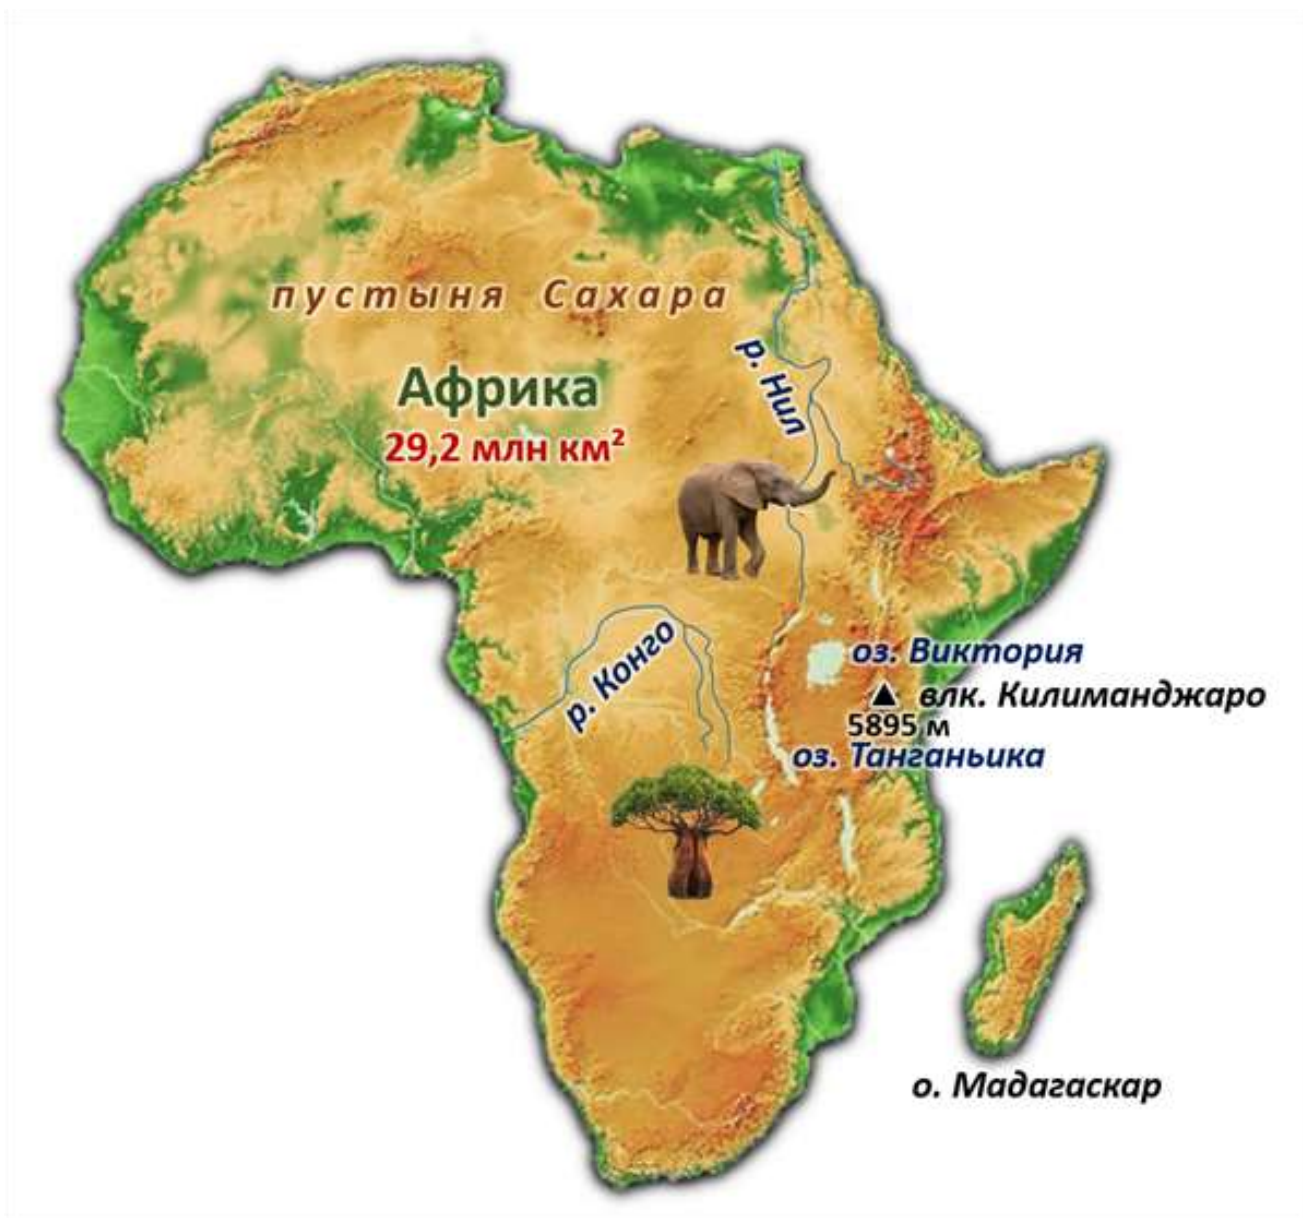 пустыня Сахара
р. Нил
Африка
29,2 млн км²
р. Конго
оз. Виктория
влк. Килиманджаро
5895 м
оз. Танганьика
о. Мадагаскар